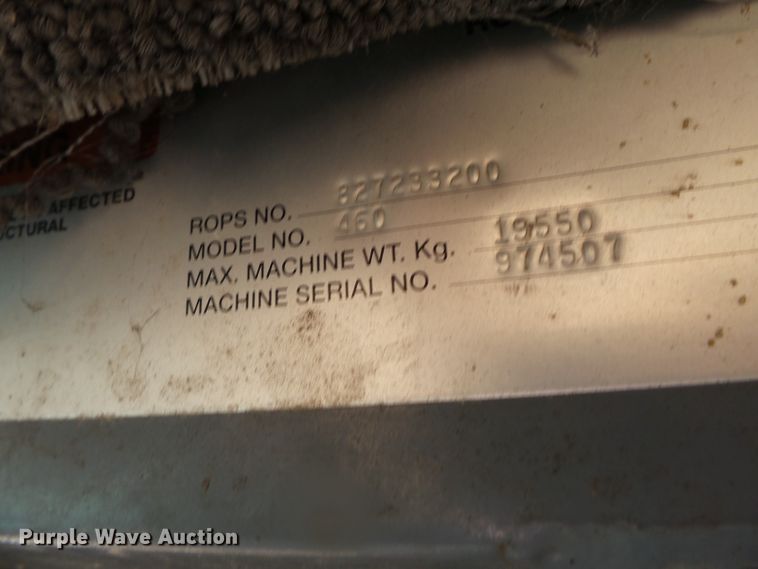 AFFECTED
ROPS NO. 827233200
MODEL NO. 460
MAX. MACHINE WT. Kg. 19550
MACHINE SERIAL NO. 974507
Purple Wave Auction